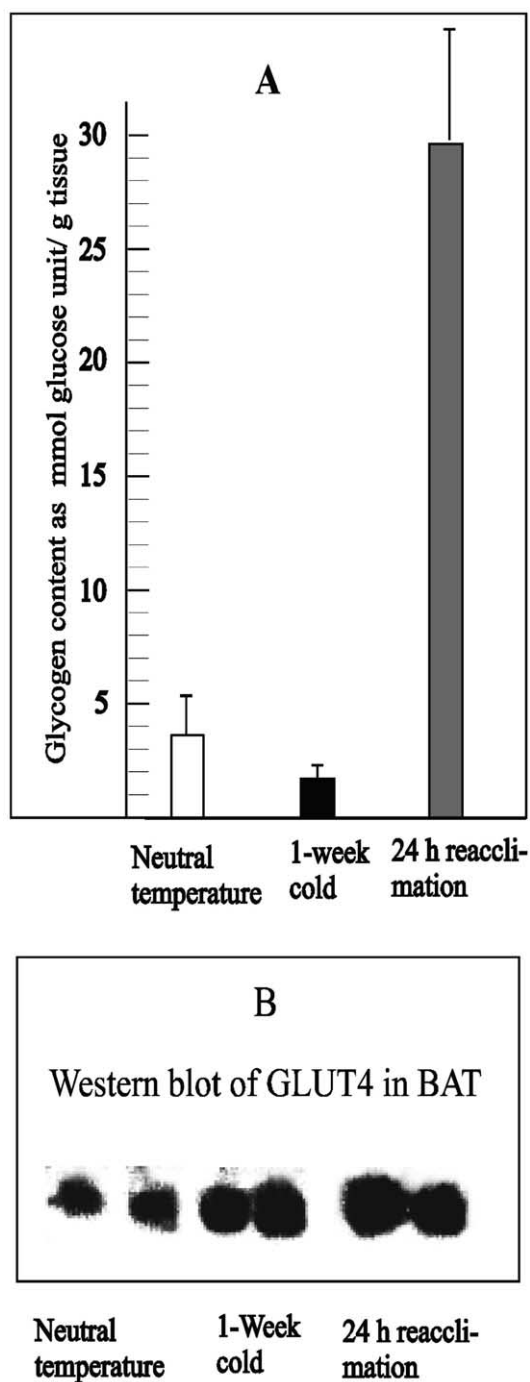 A
Glycogen content as mmol glucose unit/ g tissue
30
25
20
15
10
5
Neutral
temperature
1-week
cold
24 h reaccli-
mation
B
Western blot of GLUT4 in BAT
Neutral
temperature
1-Week
cold
24 h reaccli-
mation